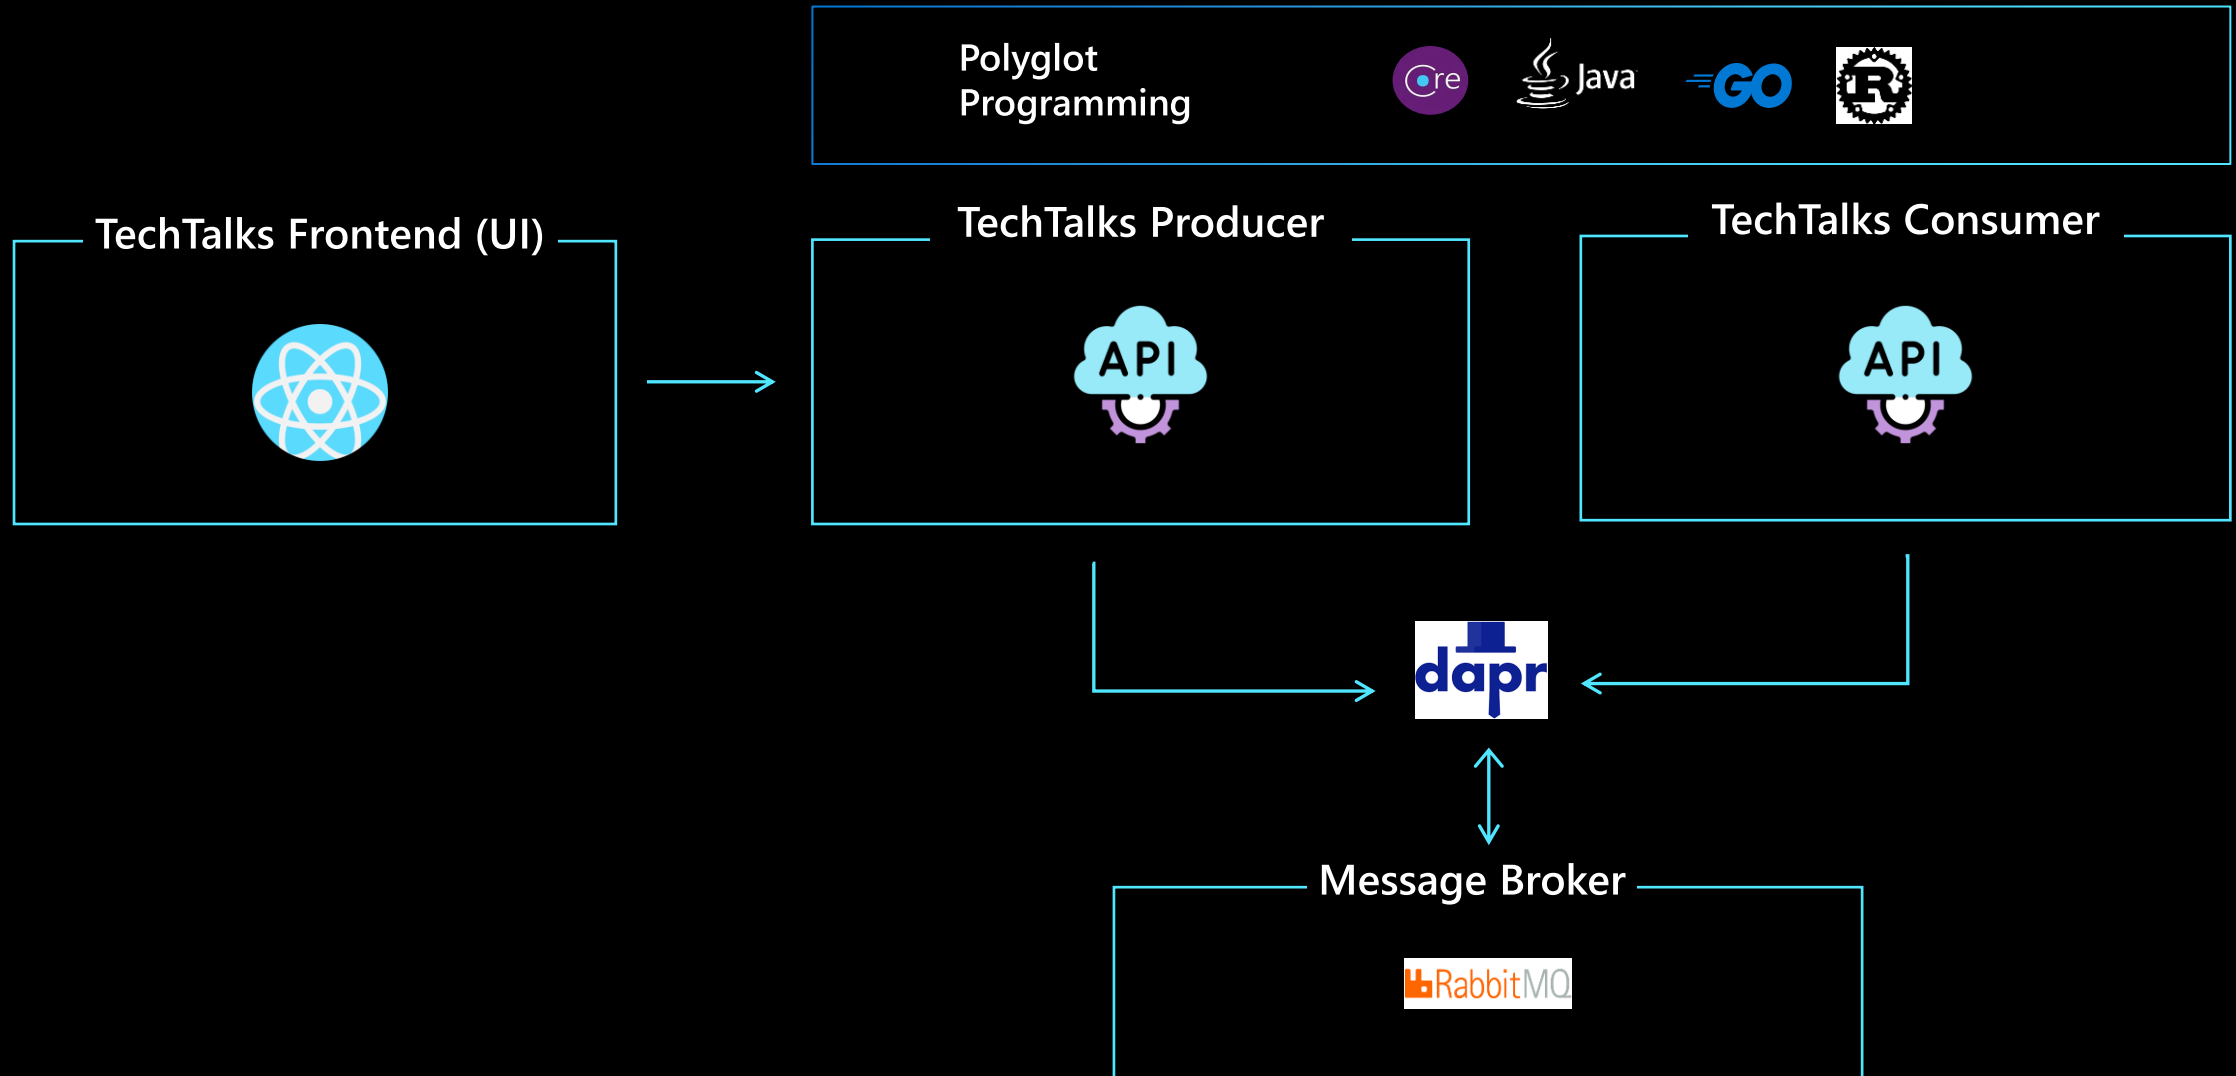 Polyglot
Programming
Core
Java
GO
R
TechTalks Frontend (UI)
TechTalks Producer
TechTalks Consumer
API
API
dapr
Message Broker
RabbitMQ